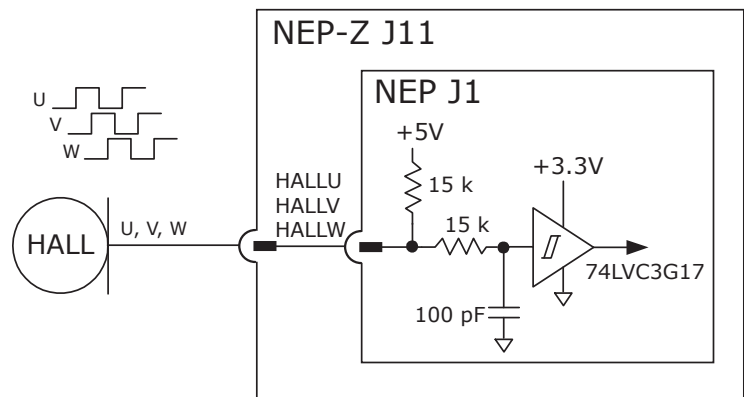 NEP-Z J11
NEP J1
U
V
W
+5V
+3.3V
HALLU
HALLV
HALLW
15 k
15 k
HALL
U, V, W
74LVC3G17
100 pF